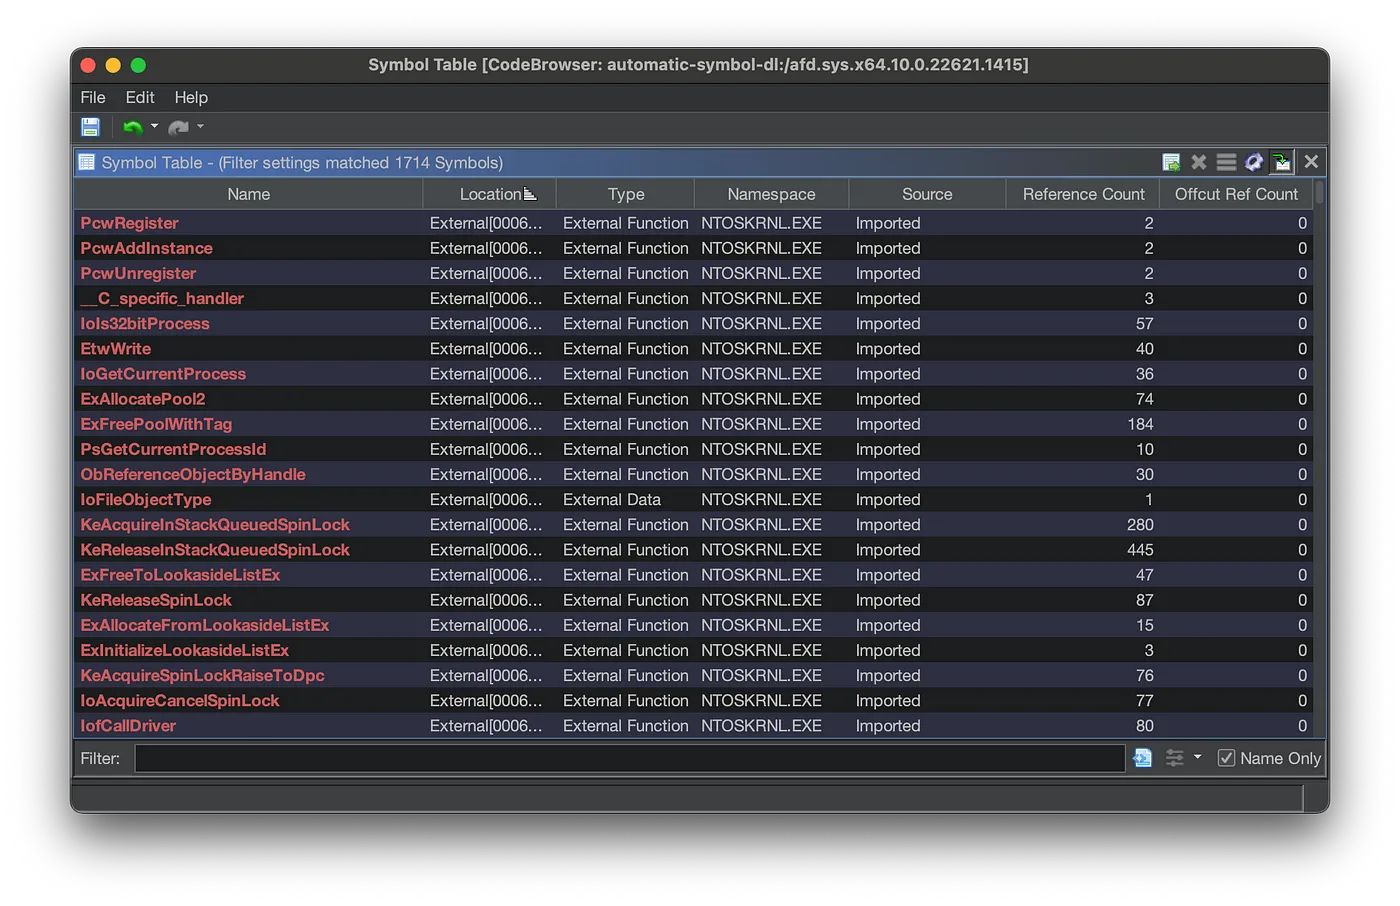 Symbol Table [CodeBrowser: automatic-symbol-dl:/afd.sys.x64.10.0.22621.1415]
File Edit Help
Symbol Table - (Filter settings matched 1714 Symbols)
Name Location Type Namespace Source Reference Count Offcut Ref Count
PcwRegister External[0006... External Function NTOSKRNL.EXE Imported 2 0
PcwAddInstance External[0006... External Function NTOSKRNL.EXE Imported 2 0
PcwUnregister External[0006... External Function NTOSKRNL.EXE Imported 2 0
__C_specific_handler External[0006... External Function NTOSKRNL.EXE Imported 3 0
IoIs32bitProcess External[0006... External Function NTOSKRNL.EXE Imported 57 0
EtwWrite External[0006... External Function NTOSKRNL.EXE Imported 40 0
IoGetCurrentProcess External[0006... External Function NTOSKRNL.EXE Imported 36 0
ExAllocatePool2 External[0006... External Function NTOSKRNL.EXE Imported 74 0
ExFreePoolWithTag External[0006... External Function NTOSKRNL.EXE Imported 184 0
PsGetCurrentProcessId External[0006... External Function NTOSKRNL.EXE Imported 10 0
ObReferenceObjectByHandle External[0006... External Function NTOSKRNL.EXE Imported 30 0
IoFileObjectType External[0006... External Data NTOSKRNL.EXE Imported 1 0
KeAcquireInStackQueuedSpinLock External[0006... External Function NTOSKRNL.EXE Imported 280 0
KeReleaseInStackQueuedSpinLock External[0006... External Function NTOSKRNL.EXE Imported 445 0
ExFreeToLookasideListEx External[0006... External Function NTOSKRNL.EXE Imported 47 0
KeReleaseSpinLock External[0006... External Function NTOSKRNL.EXE Imported 87 0
ExAllocateFromLookasideListEx External[0006... External Function NTOSKRNL.EXE Imported 15 0
ExInitializeLookasideListEx External[0006... External Function NTOSKRNL.EXE Imported 3 0
KeAcquireSpinLockRaiseToDpc External[0006... External Function NTOSKRNL.EXE Imported 76 0
IoAcquireCancelSpinLock External[0006... External Function NTOSKRNL.EXE Imported 77 0
IofCallDriver External[0006... External Function NTOSKRNL.EXE Imported 80 0
Filter: Name Only